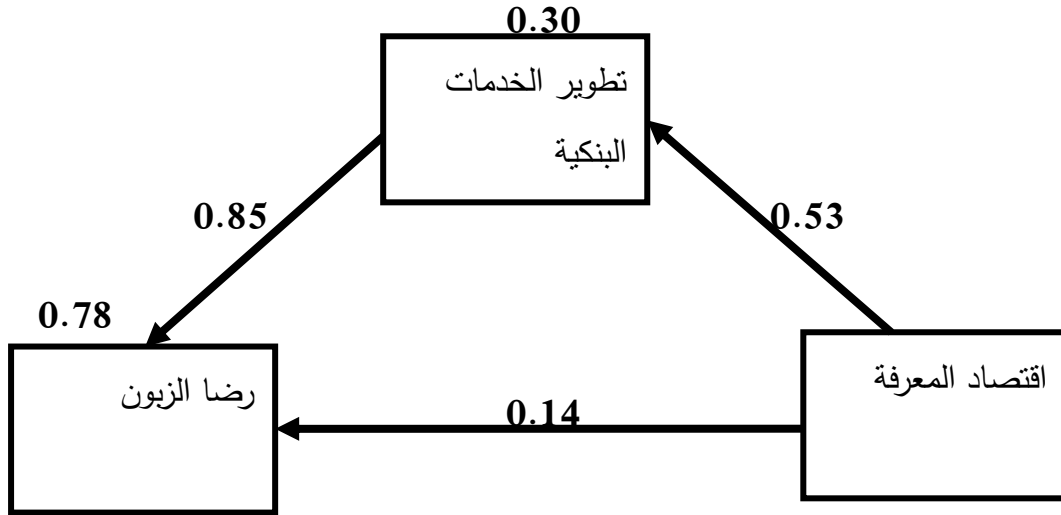 0.30
تطوير الخدمات
البنكية
0.85
0.53
0.78
رضا الزبون
اقتصاد المعرفة
0.14